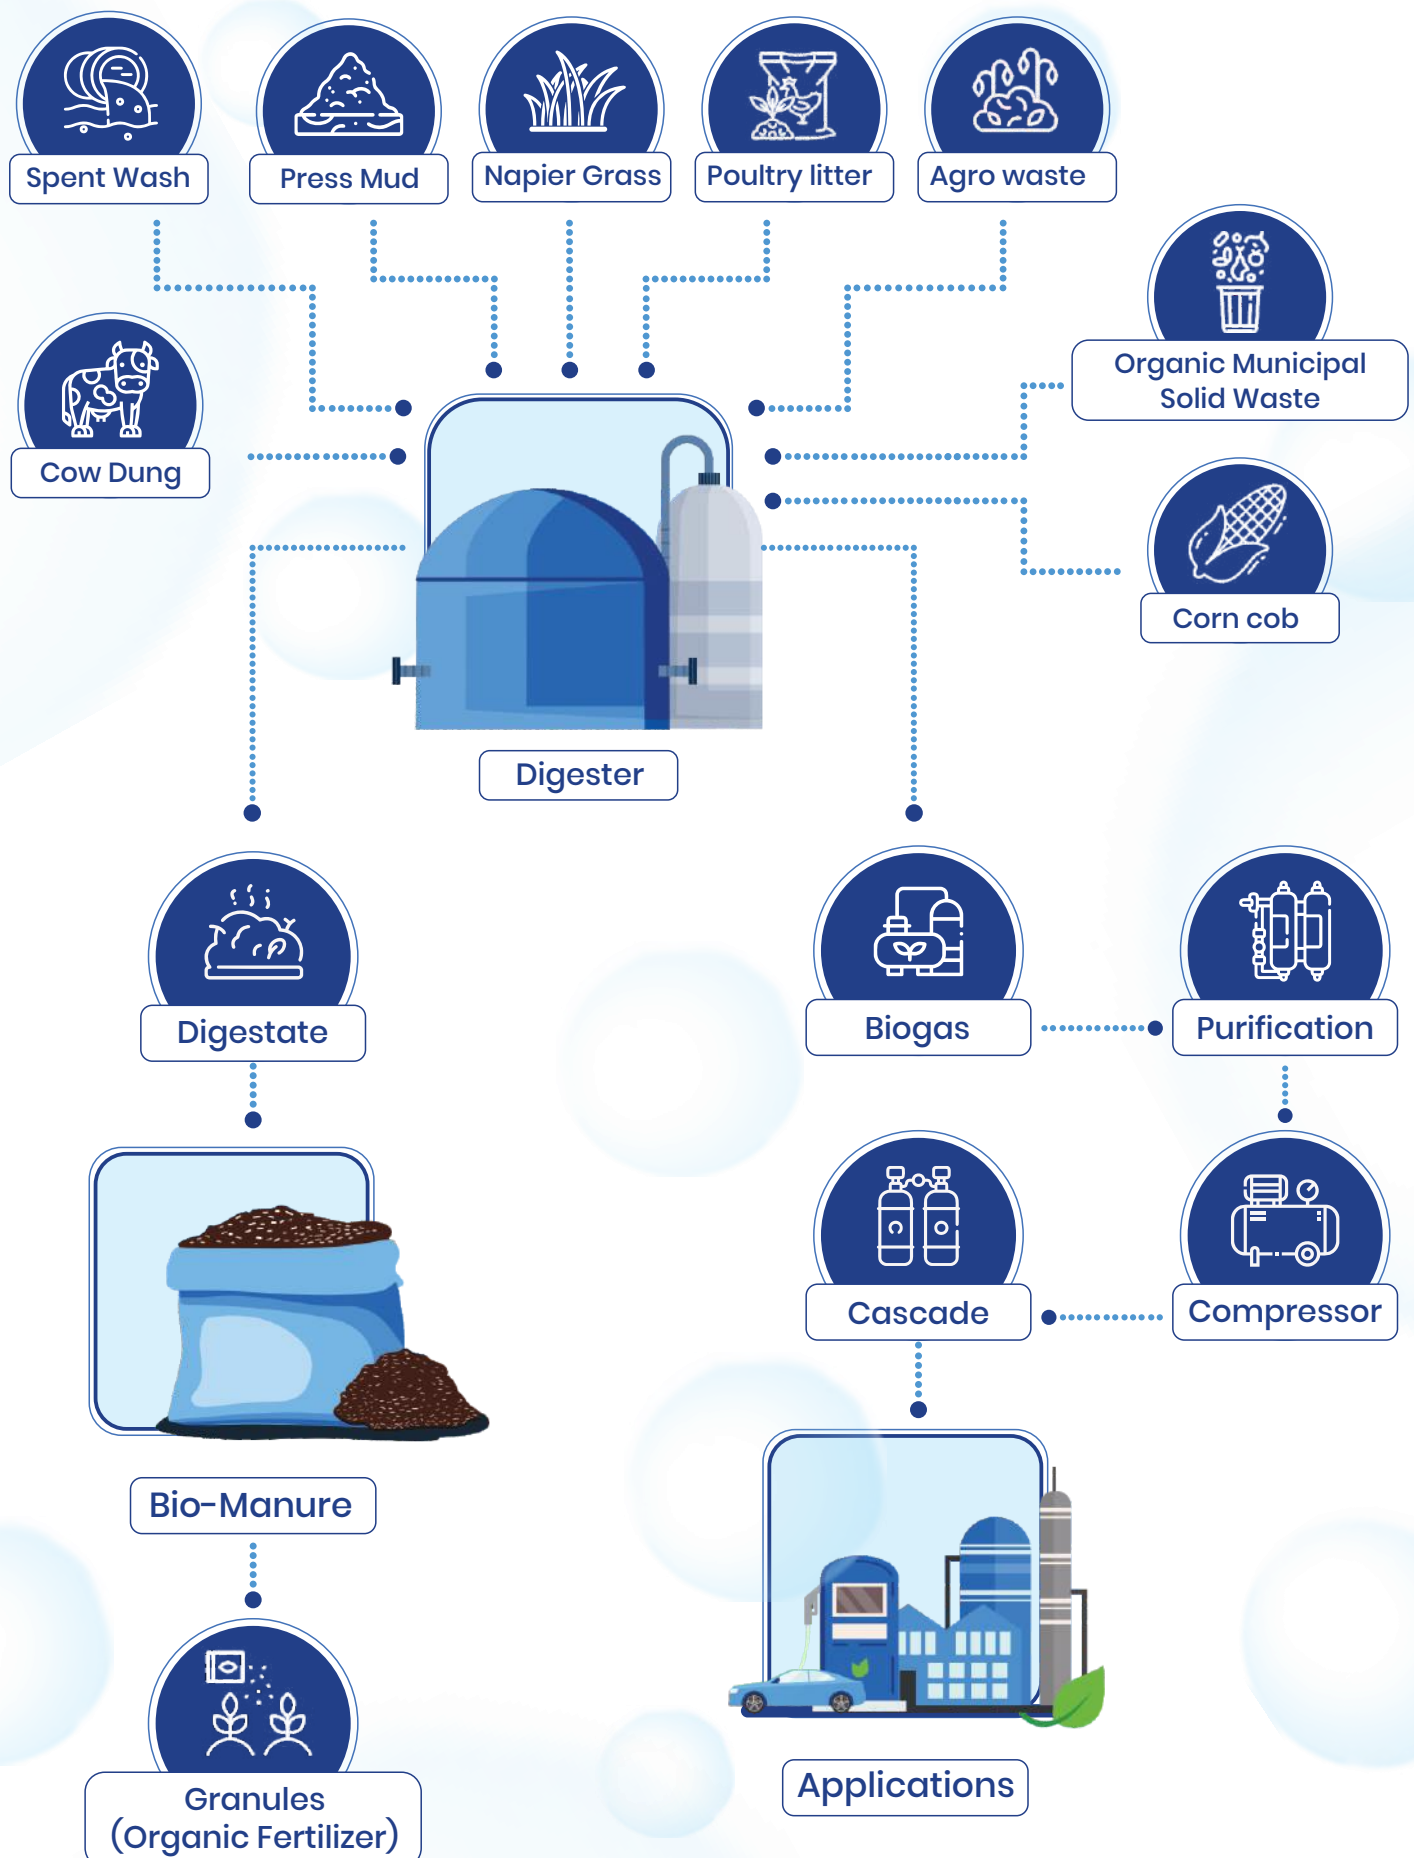 Spent Wash
Press Mud
Napier Grass
Poultry litter
Agro waste
Organic Municipal
Solid Waste
Cow Dung
Corn cob
Digester
Digestate
Biogas
Purification
Cascade
Compressor
Bio-Manure
Applications
Granules
(Organic Fertilizer)